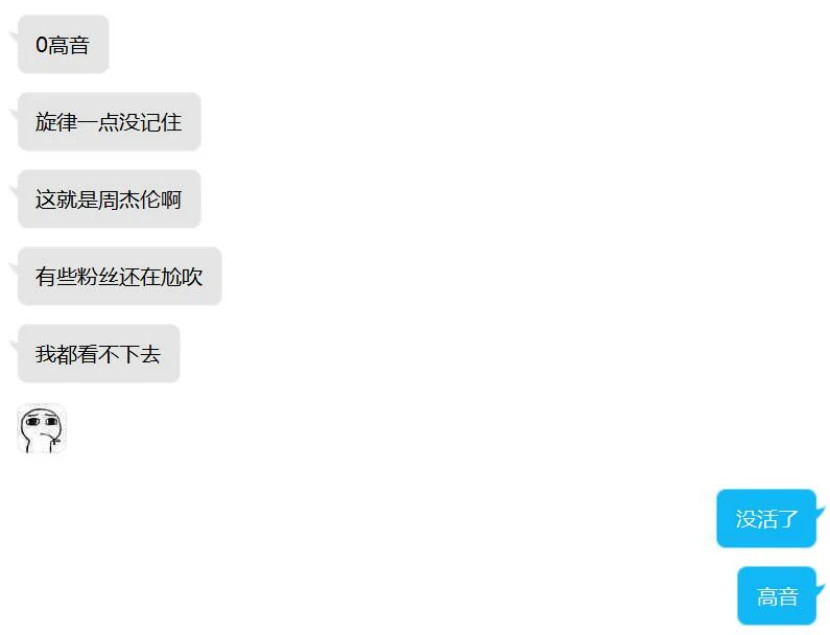 0高音
旋律一点没记住
这就是周杰伦啊
有些粉丝还在尬吹
我都看不下去
没活了
高音